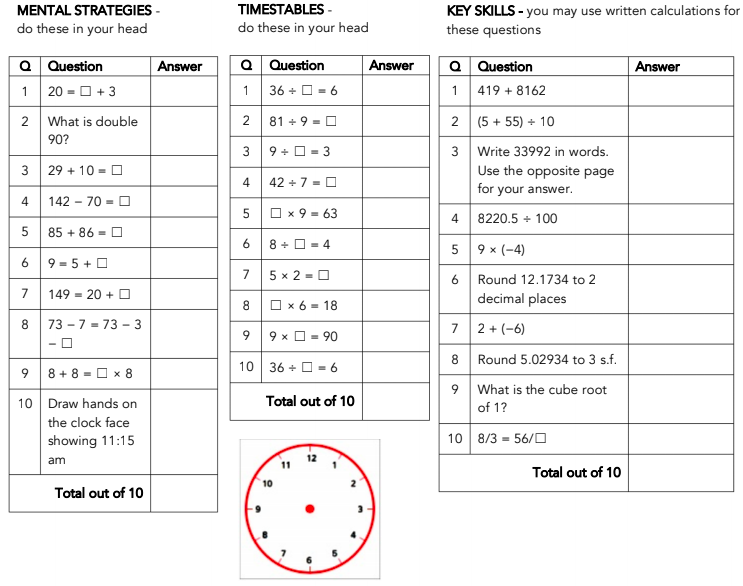 MENTAL STRATEGIES -
do these in your head
Q Question Answer
1 20 = □ + 3
2 What is double
90?
3 29 + 10 = □
4 142 − 70 = □
5 85 + 86 = □
6 9 = 5 + □
7 149 = 20 + □
8 73 − 7 = 73 − 3
− □
9 8 + 8 = □ × 8
10 Draw hands on
the clock face
showing 11:15
am
Total out of 10
TIMESTABLES -
do these in your head
Q Question Answer
1 36 ÷ □ = 6
2 81 ÷ 9 = □
3 9 ÷ □ = 3
4 42 ÷ 7 = □
5 □ × 9 = 63
6 8 ÷ □ = 4
7 5 × 2 = □
8 □ × 6 = 18
9 9 × □ = 90
10 36 ÷ □ = 6
Total out of 10
12
11 1
10 2
9 3
8 4
7 5
6
KEY SKILLS - you may use written calculations for
these questions
Q Question Answer
1 419 + 8162
2 (5 + 55) ÷ 10
3 Write 33992 in words.
Use the opposite page
for your answer.
4 8220.5 ÷ 100
5 9 × (−4)
6 Round 12.1734 to 2
decimal places
7 2 + (−6)
8 Round 5.02934 to 3 s.f.
9 What is the cube root
of 1?
10 8/3 = 56/□
Total out of 10